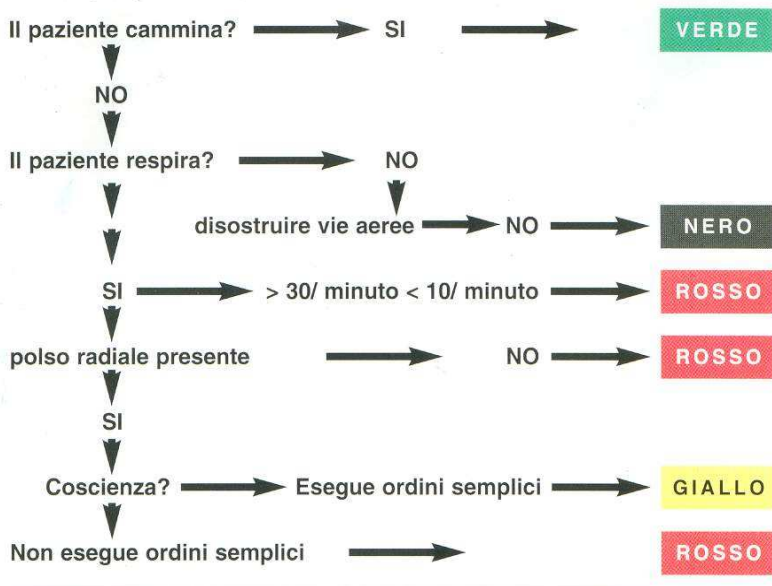 Il paziente cammina? SI VERDE
NO
Il paziente respira? NO
disostruire vie aeree NO NERO
SI > 30/ minuto < 10/ minuto ROSSO
polso radiale presente NO ROSSO
SI
Coscienza? Esegue ordini semplici GIALLO
Non esegue ordini semplici ROSSO